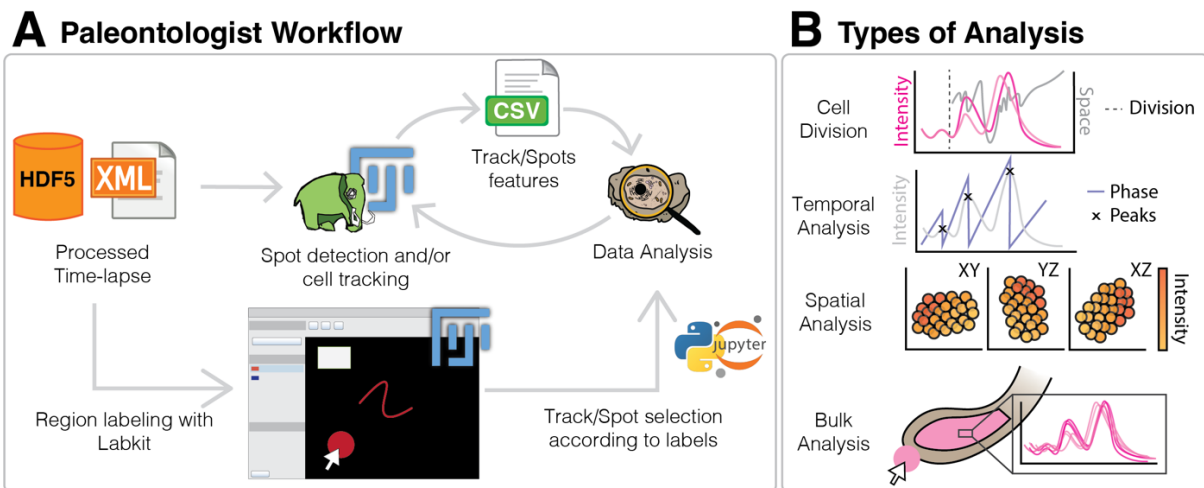 A Paleontologist Workflow
HDF5
XML
Processed
Time-lapse
Spot detection and/or
cell tracking
CSV
Track/Spots
features
Data Analysis
Region labeling with
Labkit
Track/Spot selection
according to labels
jupyter
B Types of Analysis
Cell
Division
Intensity
Space
Division
Temporal
Analysis
Intensity
Phase
x Peaks
Spatial
Analysis
XY
YZ
XZ
Intensity
Bulk
Analysis